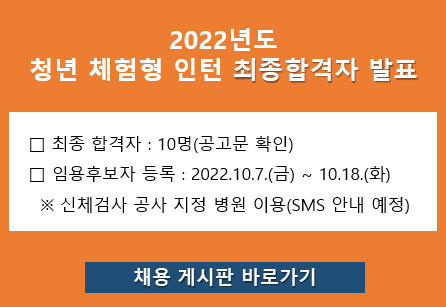 2022년도
청년 체험형 인턴 최종합격자 발표
□ 최종 합격자 : 10명(공고문 확인)
□ 임용후보자 등록 : 2022.10.7.(금) ~ 10.18.(화)
※ 신체검사 공사 지정 병원 이용(SMS 안내 예정)
채용 게시판 바로가기